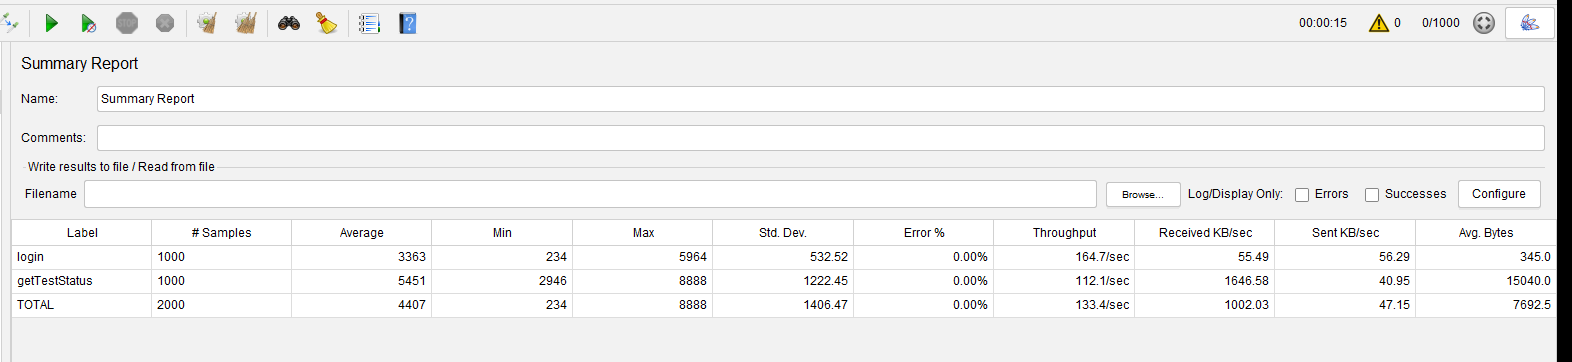 STOP
?
00:00:15 0 0/1000
Summary Report
Name: Summary Report
Comments:
Write results to file / Read from file
Filename Browse... Log/Display Only: Errors Successes Configure
Label # Samples Average Min Max Std. Dev. Error % Throughput Received KB/sec Sent KB/sec Avg. Bytes
login 1000 3363 234 5964 532.52 0.00% 164.7/sec 55.49 56.29 345.0
getTestStatus 1000 5451 2946 8888 1222.45 0.00% 112.1/sec 1646.58 40.95 15040.0
TOTAL 2000 4407 234 8888 1406.47 0.00% 133.4/sec 1002.03 47.15 7692.5